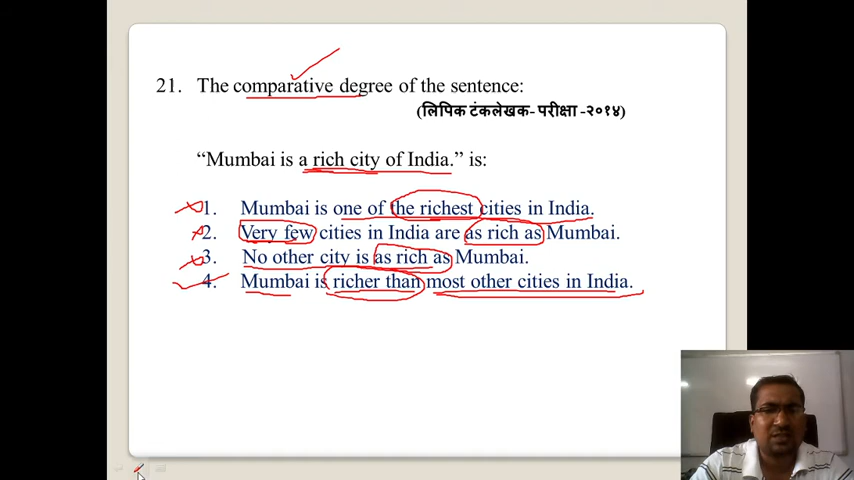 21. The comparative degree of the sentence:
(लिपिक टंकलेखक- परीक्षा -२०१४)
“Mumbai is a rich city of India.” is:
1. Mumbai is one of the richest cities in India.
2. Very few cities in India are as rich as Mumbai.
3. No other city is as rich as Mumbai.
4. Mumbai is richer than most other cities in India.